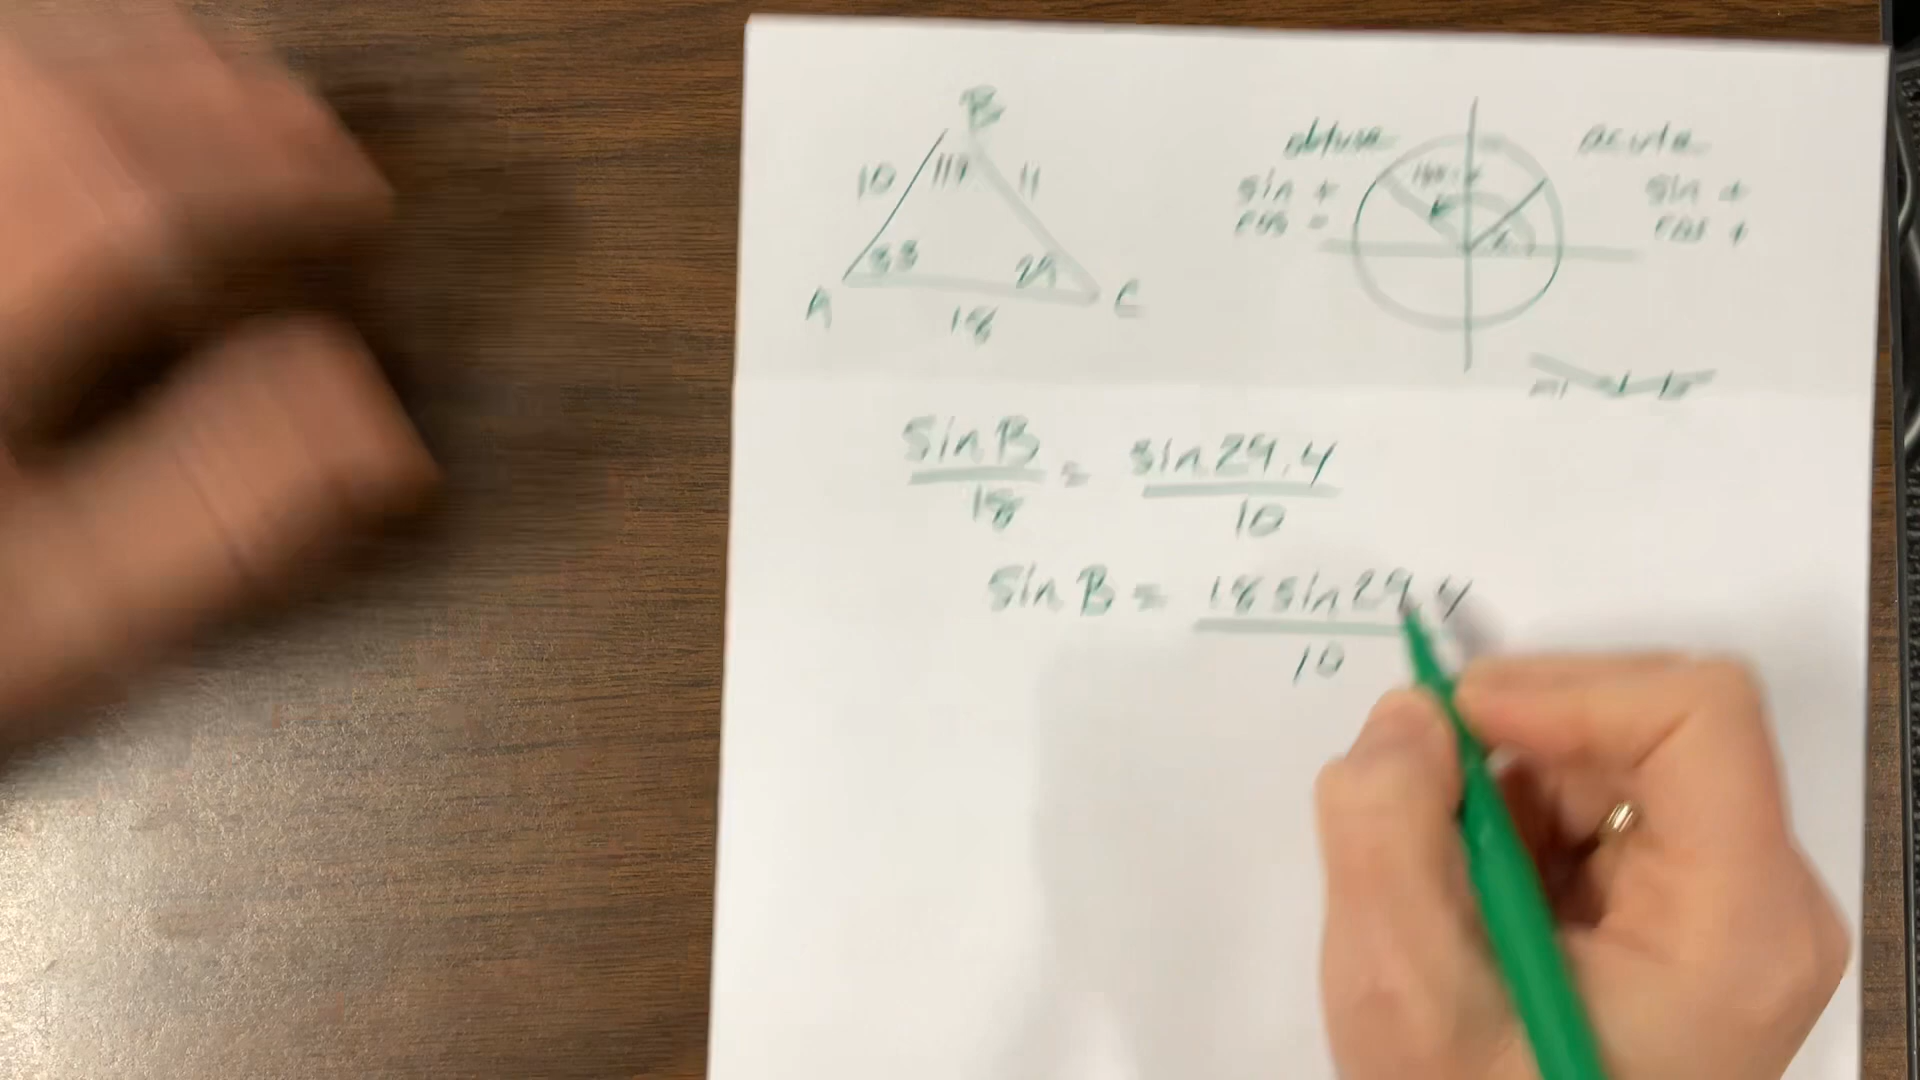 B
10 117 11
33 29
A 18 C
obtuse acute
sin + sin +
cos - cos +
sin B = sin 29.4
18 10
sin B = 18 sin 29.4
10